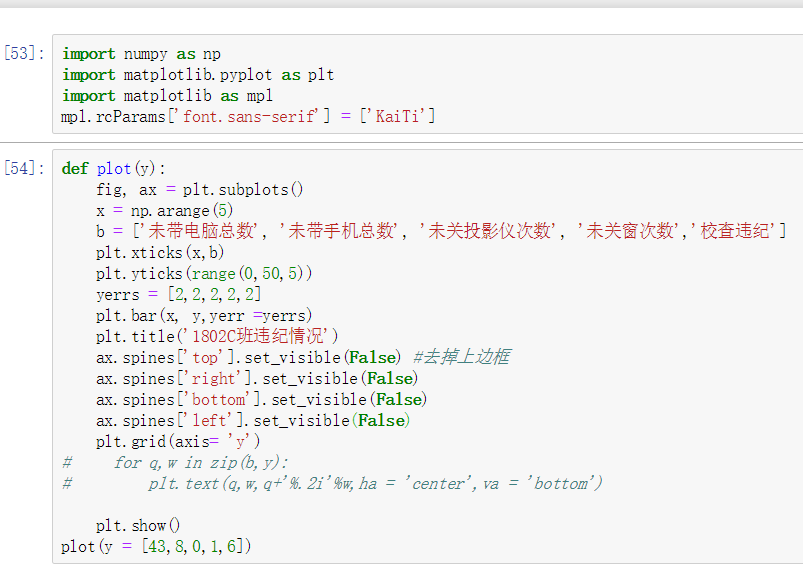 [53]:
import numpy as np
import matplotlib.pyplot as plt
import matplotlib as mpl
mpl.rcParams['font.sans-serif'] = ['KaiTi']
[54]:
def plot(y):
    fig, ax = plt.subplots()
    x = np.arange(5)
    b = ['未带电脑总数', '未带手机总数', '未关投影仪次数', '未关窗次数','校查违纪']
    plt.xticks(x,b)
    plt.yticks(range(0,50,5))
    yerrs = [2,2,2,2,2]
    plt.bar(x, y,yerr =yerrs)
    plt.title('1802C班违纪情况')
    ax.spines['top'].set_visible(False) #去掉上边框
    ax.spines['right'].set_visible(False)
    ax.spines['bottom'].set_visible(False)
    ax.spines['left'].set_visible(False)
    plt.grid(axis= 'y')
#     for q,w in zip(b,y):
#         plt.text(q,w,q+'%.2i'%w,ha = 'center',va = 'bottom')
    plt.show()
plot(y = [43,8,0,1,6])